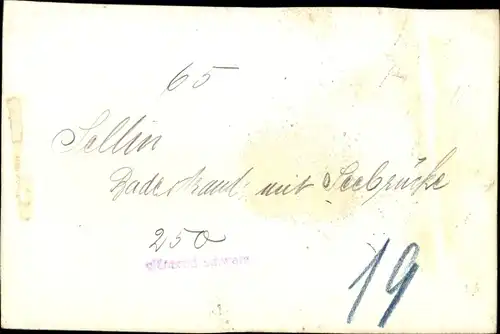 65
Sellin
Badestrand mit Seebrücke
250
19